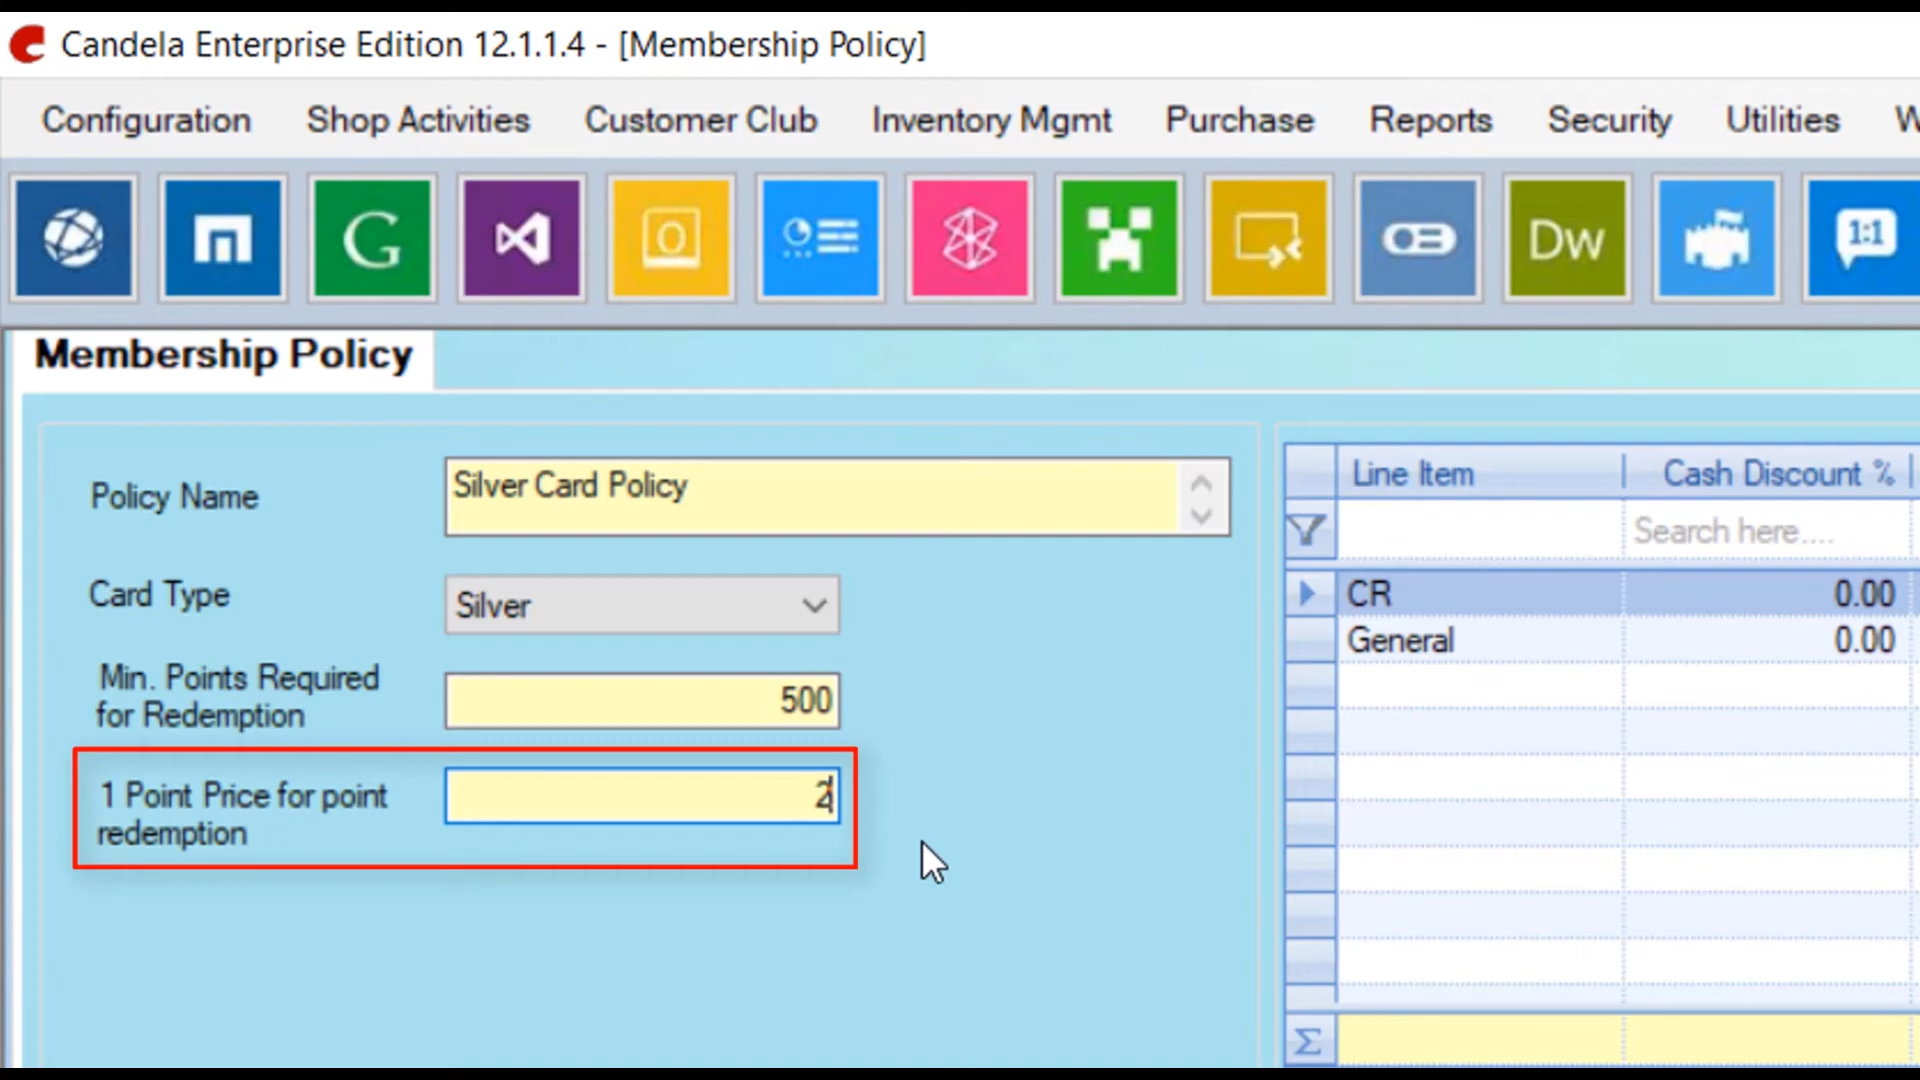 Candela Enterprise Edition 12.1.1.4 - [Membership Policy]
Configuration Shop Activities Customer Club Inventory Mgmt Purchase Reports Security Utilities W
G O Dw 1:1
Membership Policy
Policy Name Silver Card Policy
Card Type Silver
Min. Points Required
for Redemption
500
1 Point Price for point
redemption
2
Line Item Cash Discount %
Search here....
CR 0.00
General 0.00
Σ